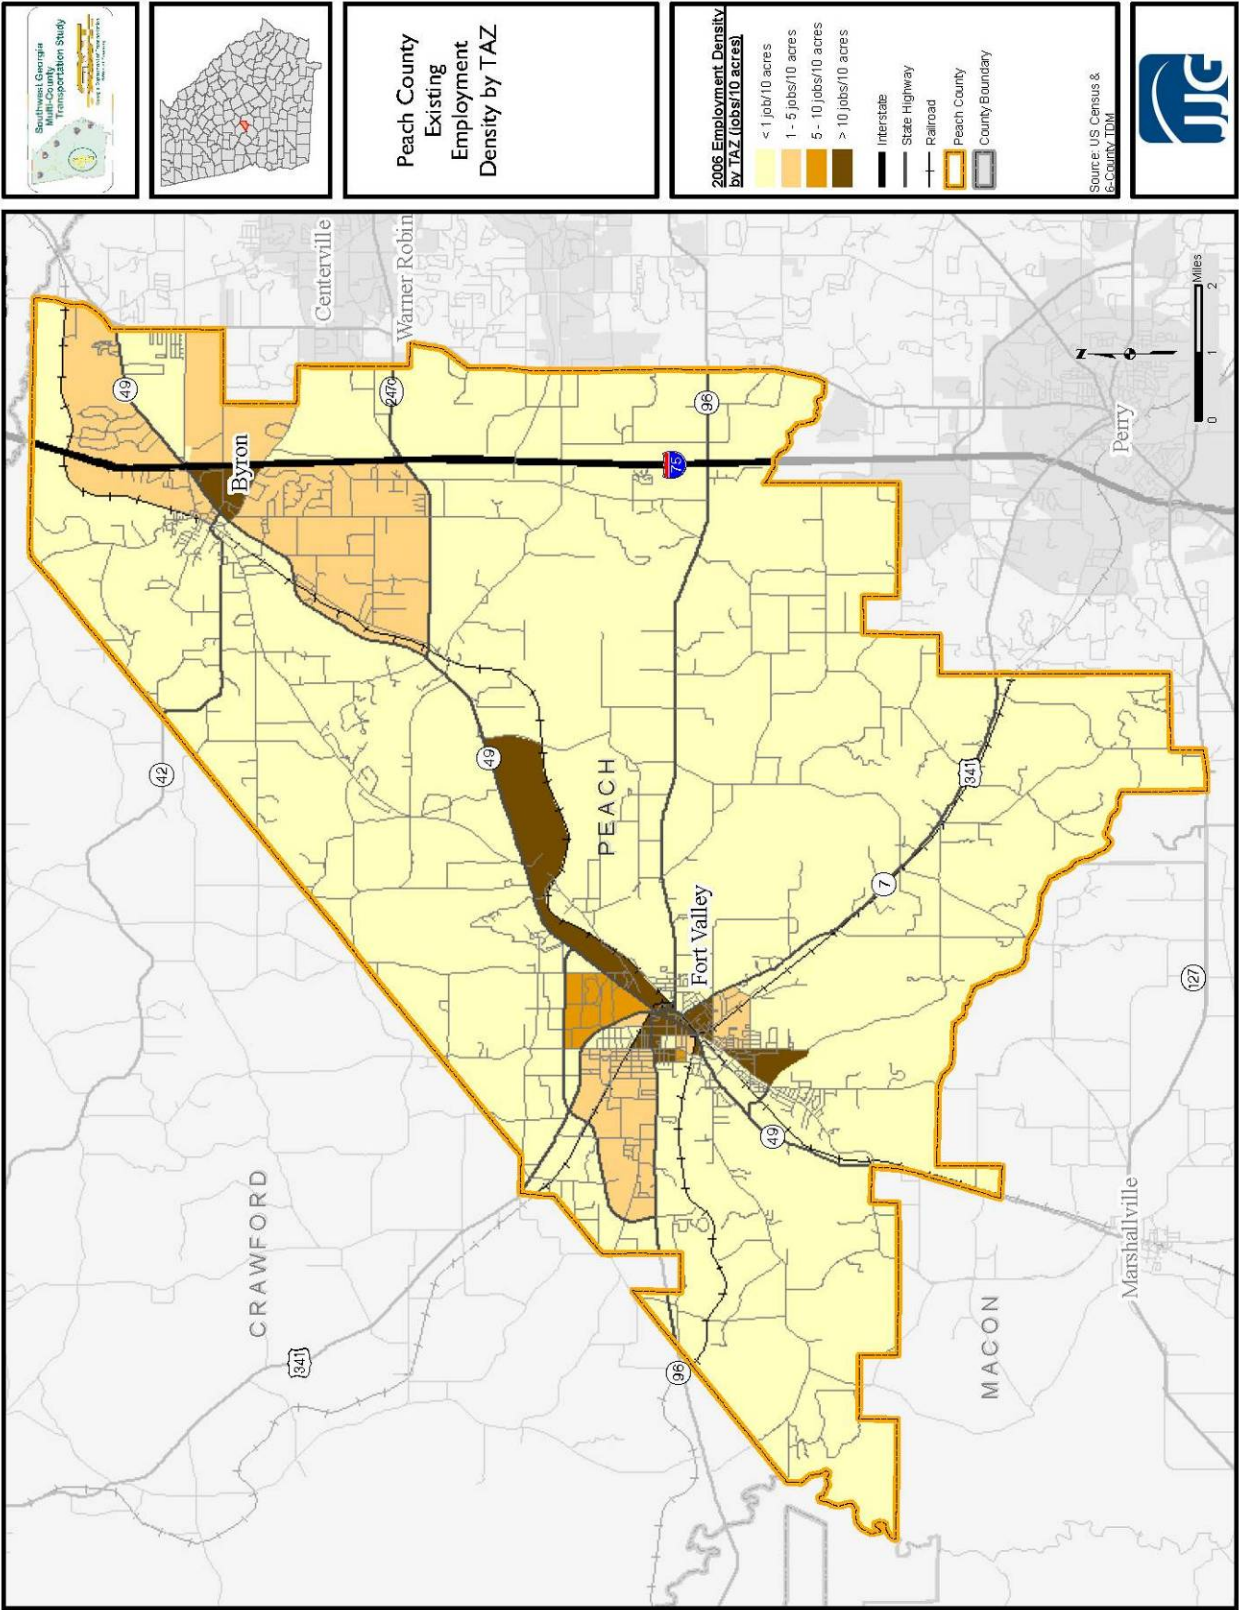 Southwest Georgia
Multi-County
Transportation Study
Peach County
Existing
Employment
Density by TAZ
2006 Employment Density
by TAZ (jobs/10 acres)
< 1 job/10 acres
1 - 5 jobs/10 acres
5 - 10 jobs/10 acres
> 10 jobs/10 acres
Interstate
State Highway
Railroad
Peach County
County Boundary
Source: US Census &
6-County TDM
JJG
CRAWFORD
341
42
49
Byron
Centerville
247C
Warner Robin
49
PEACH
75
96
96
Fort Valley
7
341
49
MACON
Marshallville
127
Perry
N
0 1 2
Miles